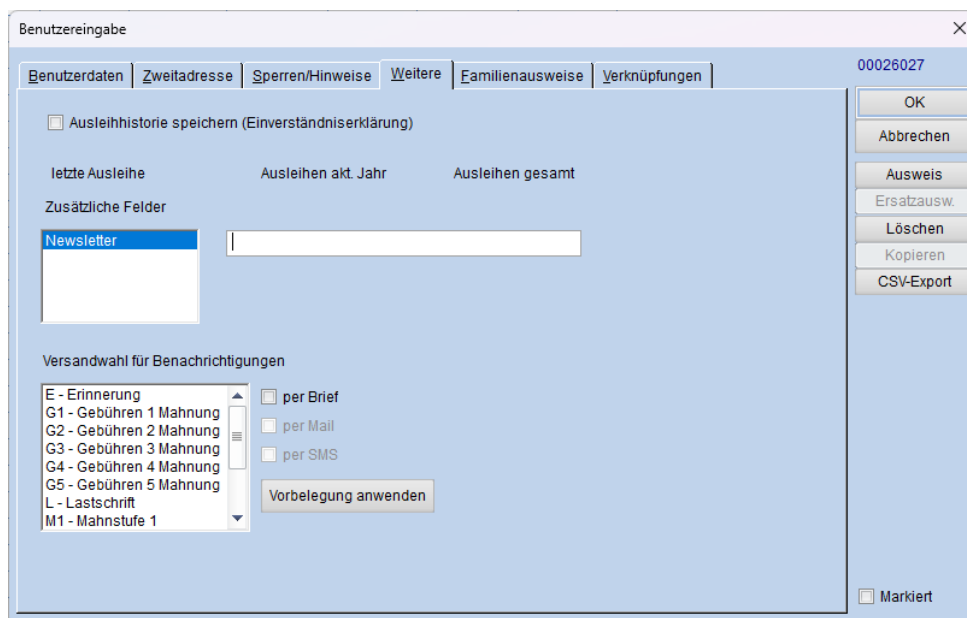 Benutzereingabe
Benutzerdaten Zweitadresse Sperren/Hinweise Weitere Familienausweise Verknüpfungen
00026027
OK
Abbrechen
Ausweis
Ersatzausw.
Löschen
Kopieren
CSV-Export
Ausleihhistorie speichern (Einverständniserklärung)
letzte Ausleihe Ausleihen akt. Jahr Ausleihen gesamt
Zusätzliche Felder
Newsletter
Versandwahl für Benachrichtigungen
E - Erinnerung
G1 - Gebühren 1 Mahnung
G2 - Gebühren 2 Mahnung
G3 - Gebühren 3 Mahnung
G4 - Gebühren 4 Mahnung
G5 - Gebühren 5 Mahnung
L - Lastschrift
M1 - Mahnstufe 1
per Brief
per Mail
per SMS
Vorbelegung anwenden
Markiert